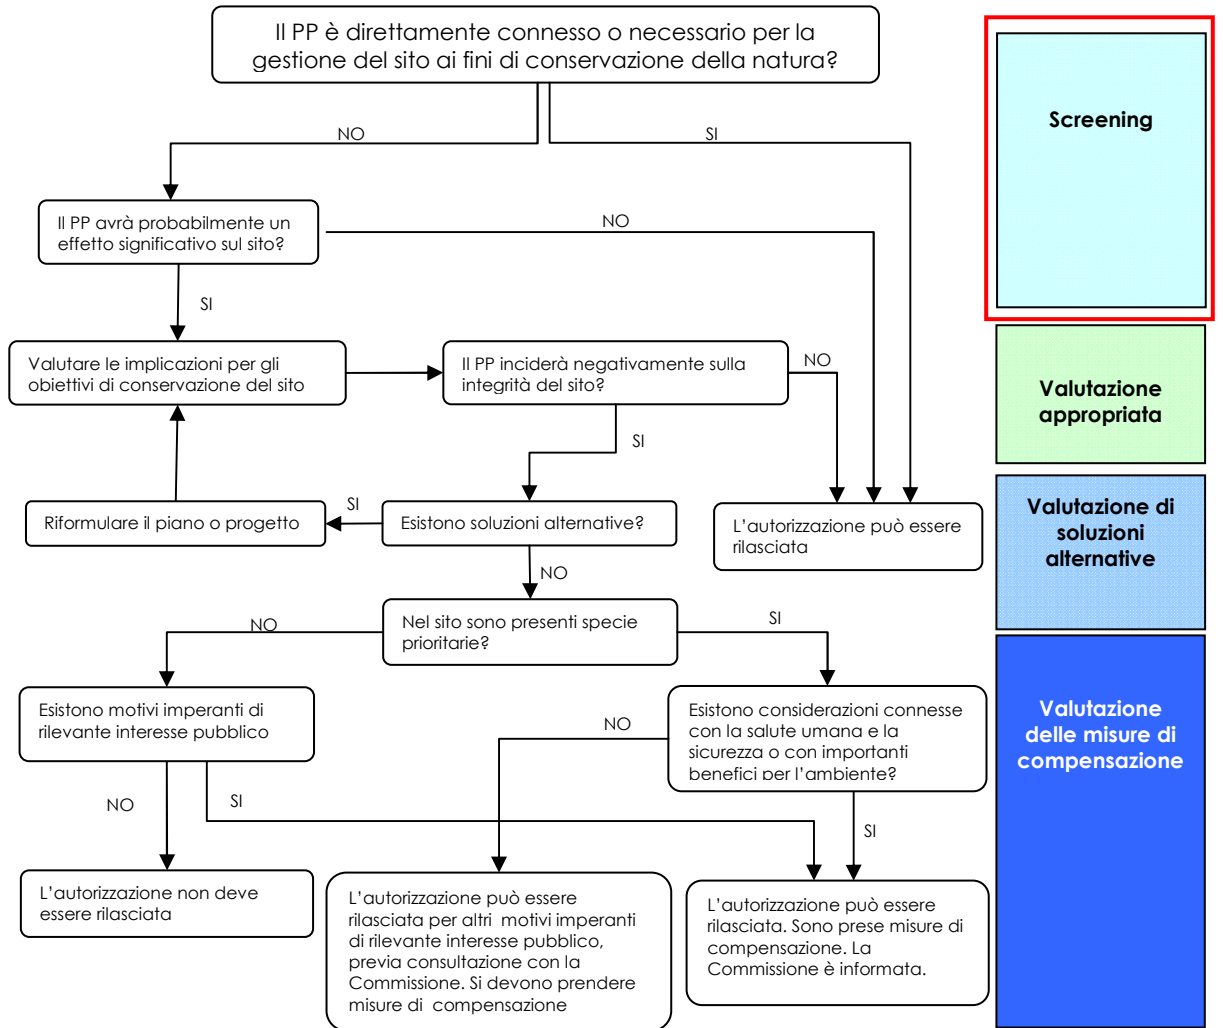 Il PP è direttamente connesso o necessario per la
gestione del sito ai fini di conservazione della natura?
Screening
NO
SI
Il PP avrà probabilmente un
effetto significativo sul sito?
NO
SI
Valutare le implicazioni per gli
obiettivi di conservazione del sito
Il PP inciderà negativamente sulla
integrità del sito?
NO
Valutazione
appropriata
SI
Riformulare il piano o progetto
SI
Esistono soluzioni alternative?
L'autorizzazione può essere
rilasciata
Valutazione di
soluzioni
alternative
NO
Nel sito sono presenti specie
prioritarie?
NO
SI
Esistono motivi imperanti di
rilevante interesse pubblico
NO
Esistono considerazioni connesse
con la salute umana e la
sicurezza o con importanti
benefici per l'ambiente?
Valutazione
delle misure di
compensazione
NO
SI
SI
L'autorizzazione non deve
essere rilasciata
L'autorizzazione può essere
rilasciata per altri motivi imperanti
di rilevante interesse pubblico,
previa consultazione con la
Commissione. Si devono prendere
misure di compensazione
L'autorizzazione può essere
rilasciata. Sono prese misure di
compensazione. La
Commissione è informata.